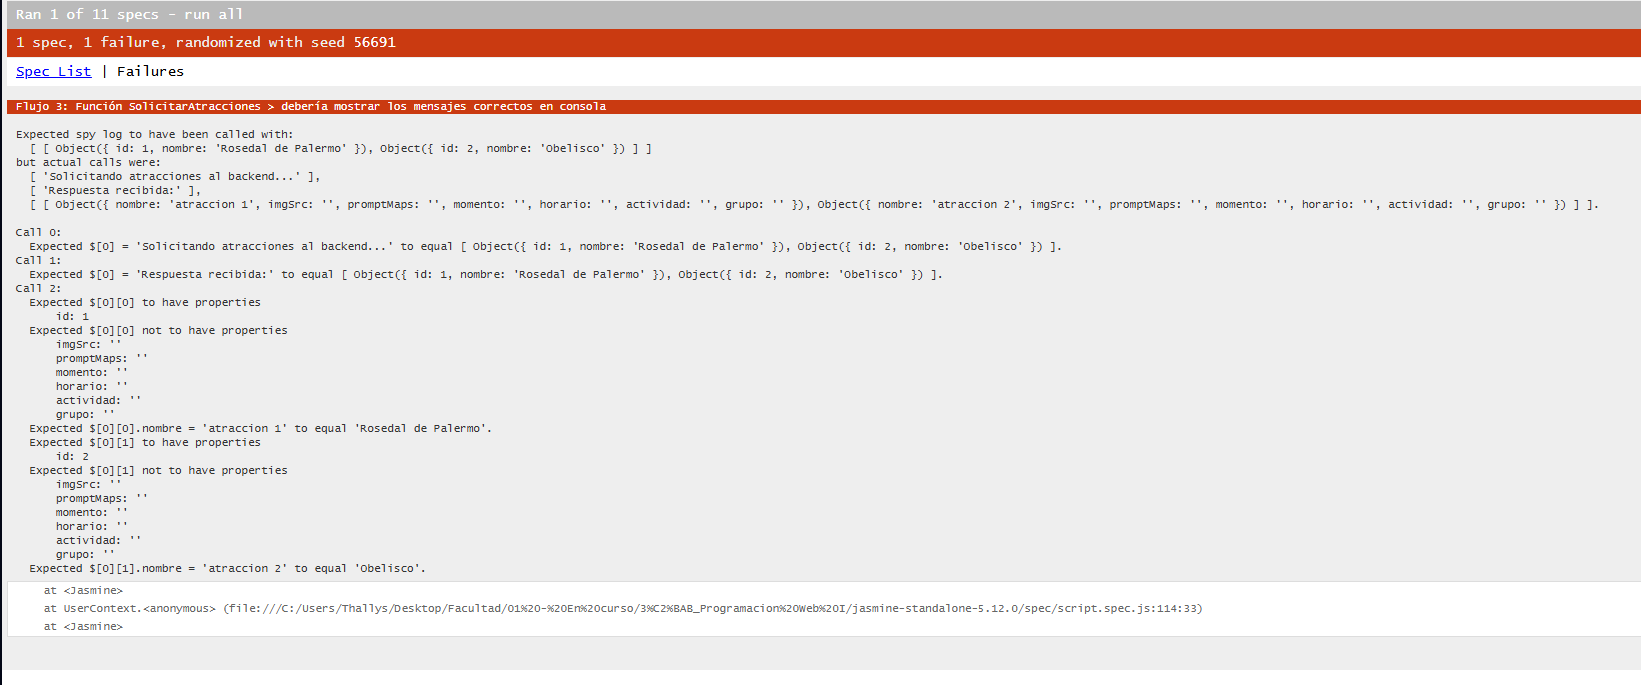 Ran 1 of 11 specs - run all
1 spec, 1 failure, randomized with seed 56691
Spec List | Failures
Flujo 3: Función SolicitarAtracciones > debería mostrar los mensajes correctos en consola
Expected spy log to have been called with:
[ [ Object({ id: 1, nombre: 'Rosedal de Palermo' }), Object({ id: 2, nombre: 'Obelisco' }) ] ]
but actual calls were:
[ 'Solicitando atracciones al backend...' ],
[ 'Respuesta recibida:' ],
[ [ Object({ nombre: 'atraccion 1', imgSrc: '', promptMaps: '', momento: '', horario: '', actividad: '', grupo: '' }), Object({ nombre: 'atraccion 2', imgSrc: '', promptMaps: '', momento: '', horario: '', actividad: '', grupo: '' }) ] ].
Call 0:
Expected $[0] = 'Solicitando atracciones al backend...' to equal [ Object({ id: 1, nombre: 'Rosedal de Palermo' }), Object({ id: 2, nombre: 'Obelisco' }) ].
Call 1:
Expected $[0] = 'Respuesta recibida:' to equal [ Object({ id: 1, nombre: 'Rosedal de Palermo' }), Object({ id: 2, nombre: 'Obelisco' }) ].
Call 2:
Expected $[0][0] to have properties
id: 1
Expected $[0][0] not to have properties
imgSrc: ''
promptMaps: ''
momento: ''
horario: ''
actividad: ''
grupo: ''
Expected $[0][0].nombre = 'atraccion 1' to equal 'Rosedal de Palermo'.
Expected $[0][1] to have properties
id: 2
Expected $[0][1] not to have properties
imgSrc: ''
promptMaps: ''
momento: ''
horario: ''
actividad: ''
grupo: ''
Expected $[0][1].nombre = 'atraccion 2' to equal 'Obelisco'.
at <Jasmine>
at UserContext.<anonymous> (file:///C:/Users/Thallys/Desktop/Facultad/01%20-%20En%20curso/3%C2%BAB_Programacion%20Web%20I/jasmine-standalone-5.12.0/spec/script.spec.js:114:33)
at <Jasmine>